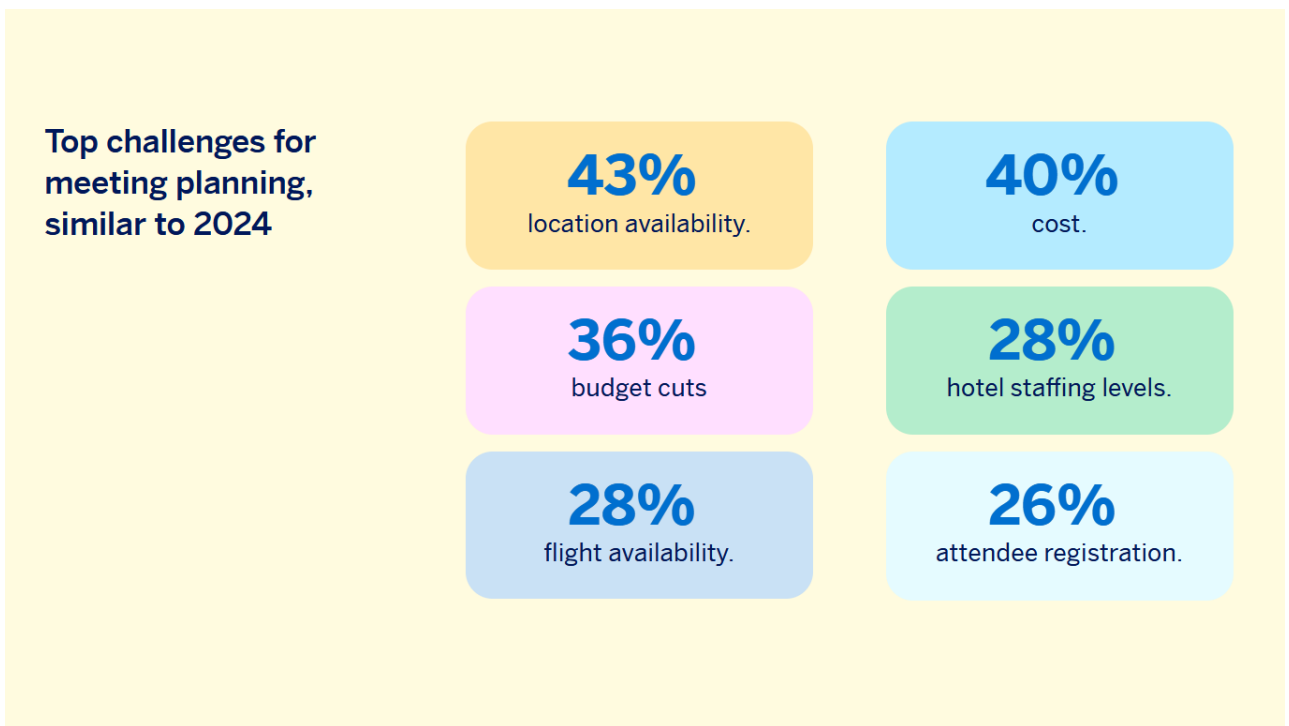 Top challenges for
meeting planning,
similar to 2024
43%
location availability.
40%
cost.
36%
budget cuts
28%
hotel staffing levels.
28%
flight availability.
26%
attendee registration.